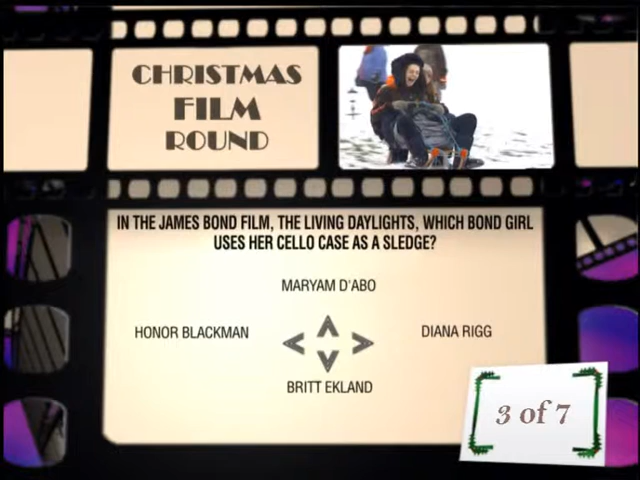 CHRISTMAS
FILM
ROUND
IN THE JAMES BOND FILM, THE LIVING DAYLIGHTS, WHICH BOND GIRL
USES HER CELLO CASE AS A SLEDGE?
MARYAM D'ABO
HONOR BLACKMAN
DIANA RIGG
BRITT EKLAND
3 of 7